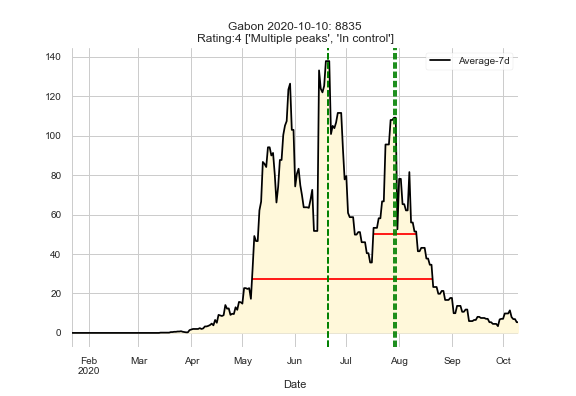 Gabon 2020-10-10: 8835
Rating:4 ['Multiple peaks', 'In control']
140
120
100
80
60
40
20
0
Average-7d
Feb Mar Apr May Jun Jul Aug Sep Oct
2020
Date